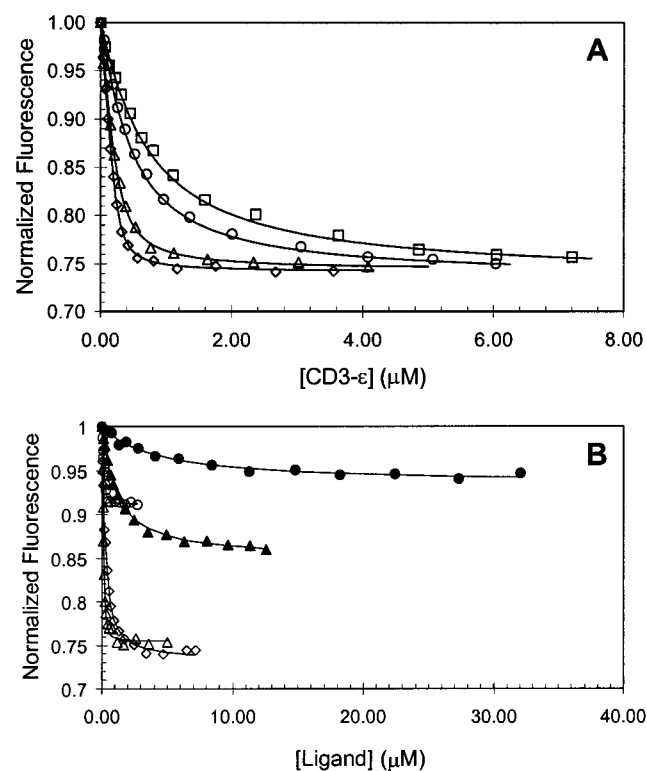 A
1.00
0.95
0.90
0.85
0.80
0.75
0.70
Normalized Fluorescence
0.00 2.00 4.00 6.00 8.00
[CD3-ε] (μM)
B
1
0.95
0.9
0.85
0.8
0.75
0.7
Normalized Fluorescence
0.00 10.00 20.00 30.00 40.00
[Ligand] (μM)